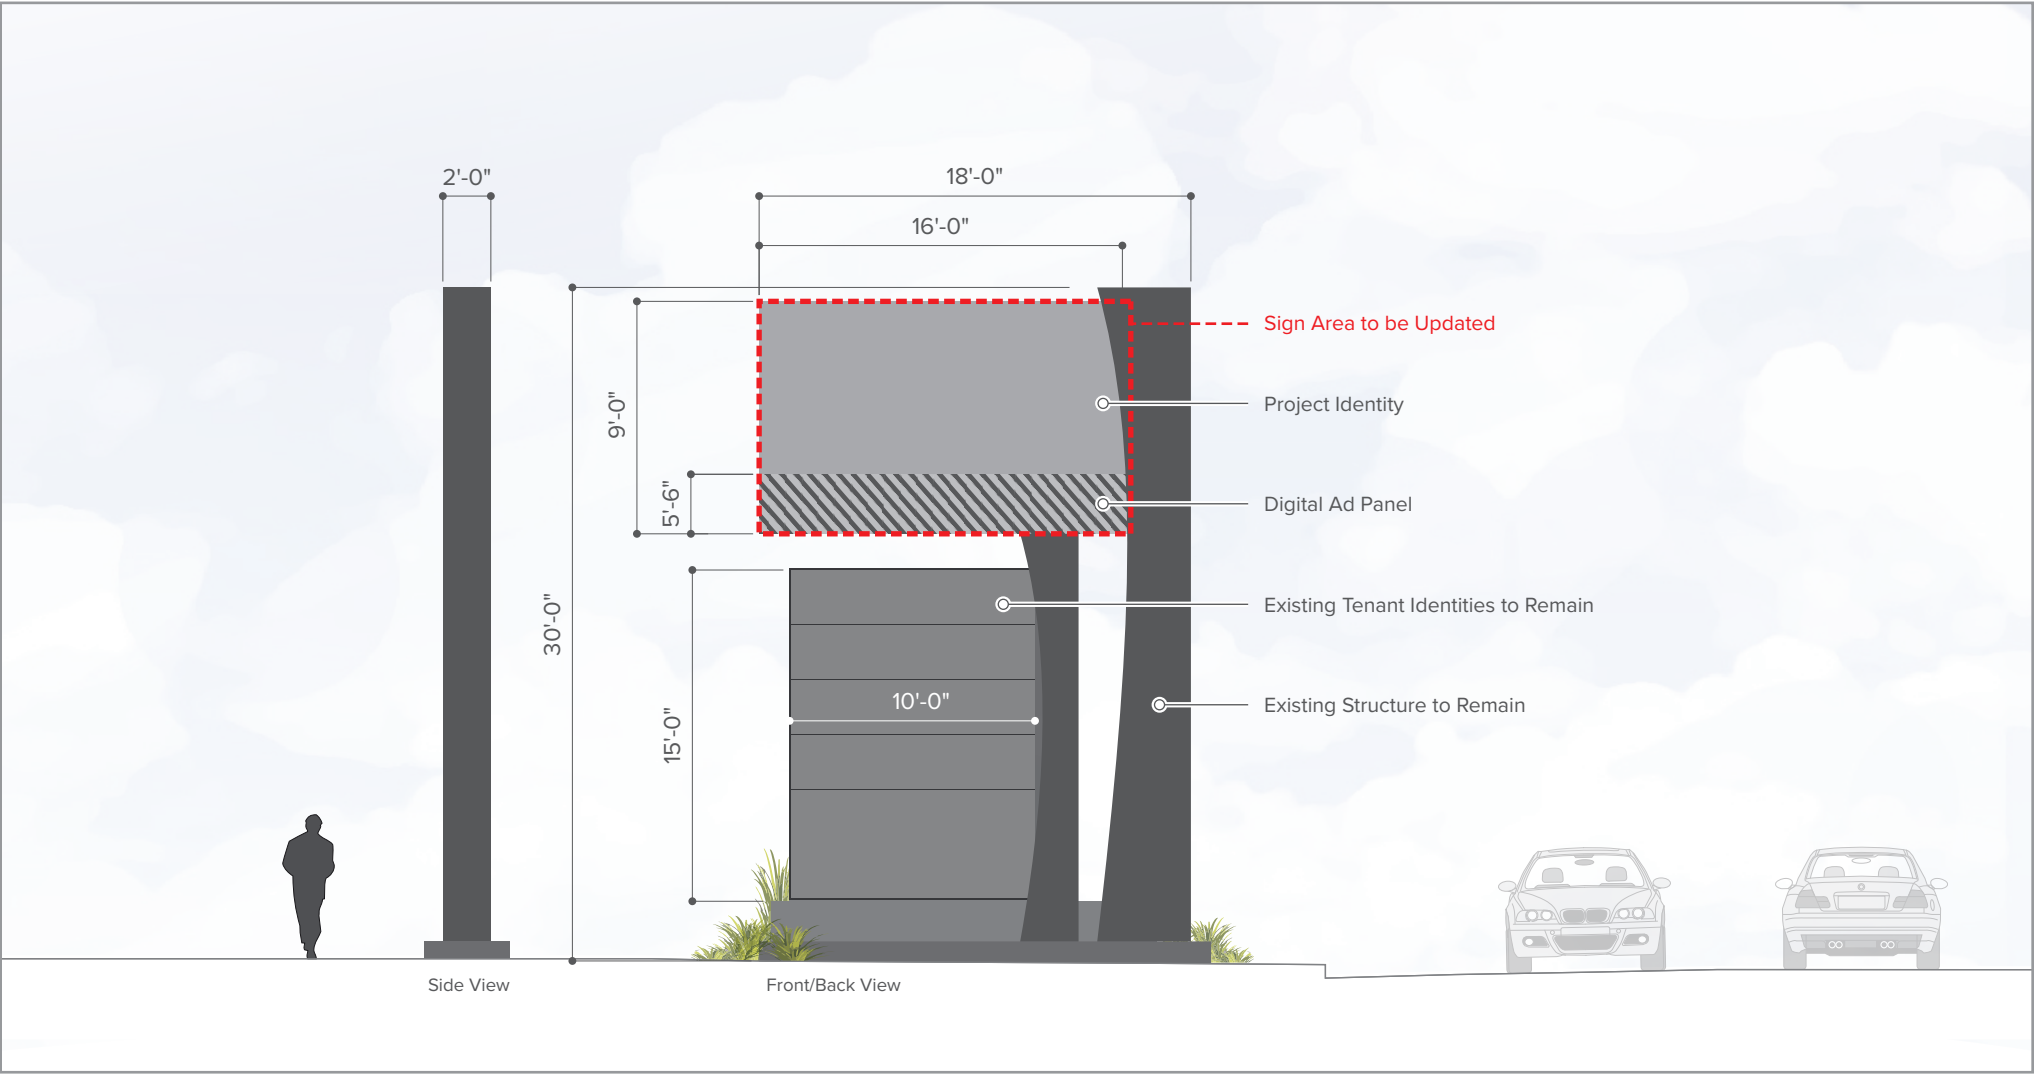 2'-0"
18'-0"
16'-0"
Sign Area to be Updated
9'-0"
Project Identity
5'-6"
Digital Ad Panel
30'-0"
Existing Tenant Identities to Remain
10'-0"
15'-0"
Existing Structure to Remain
Side View
Front/Back View